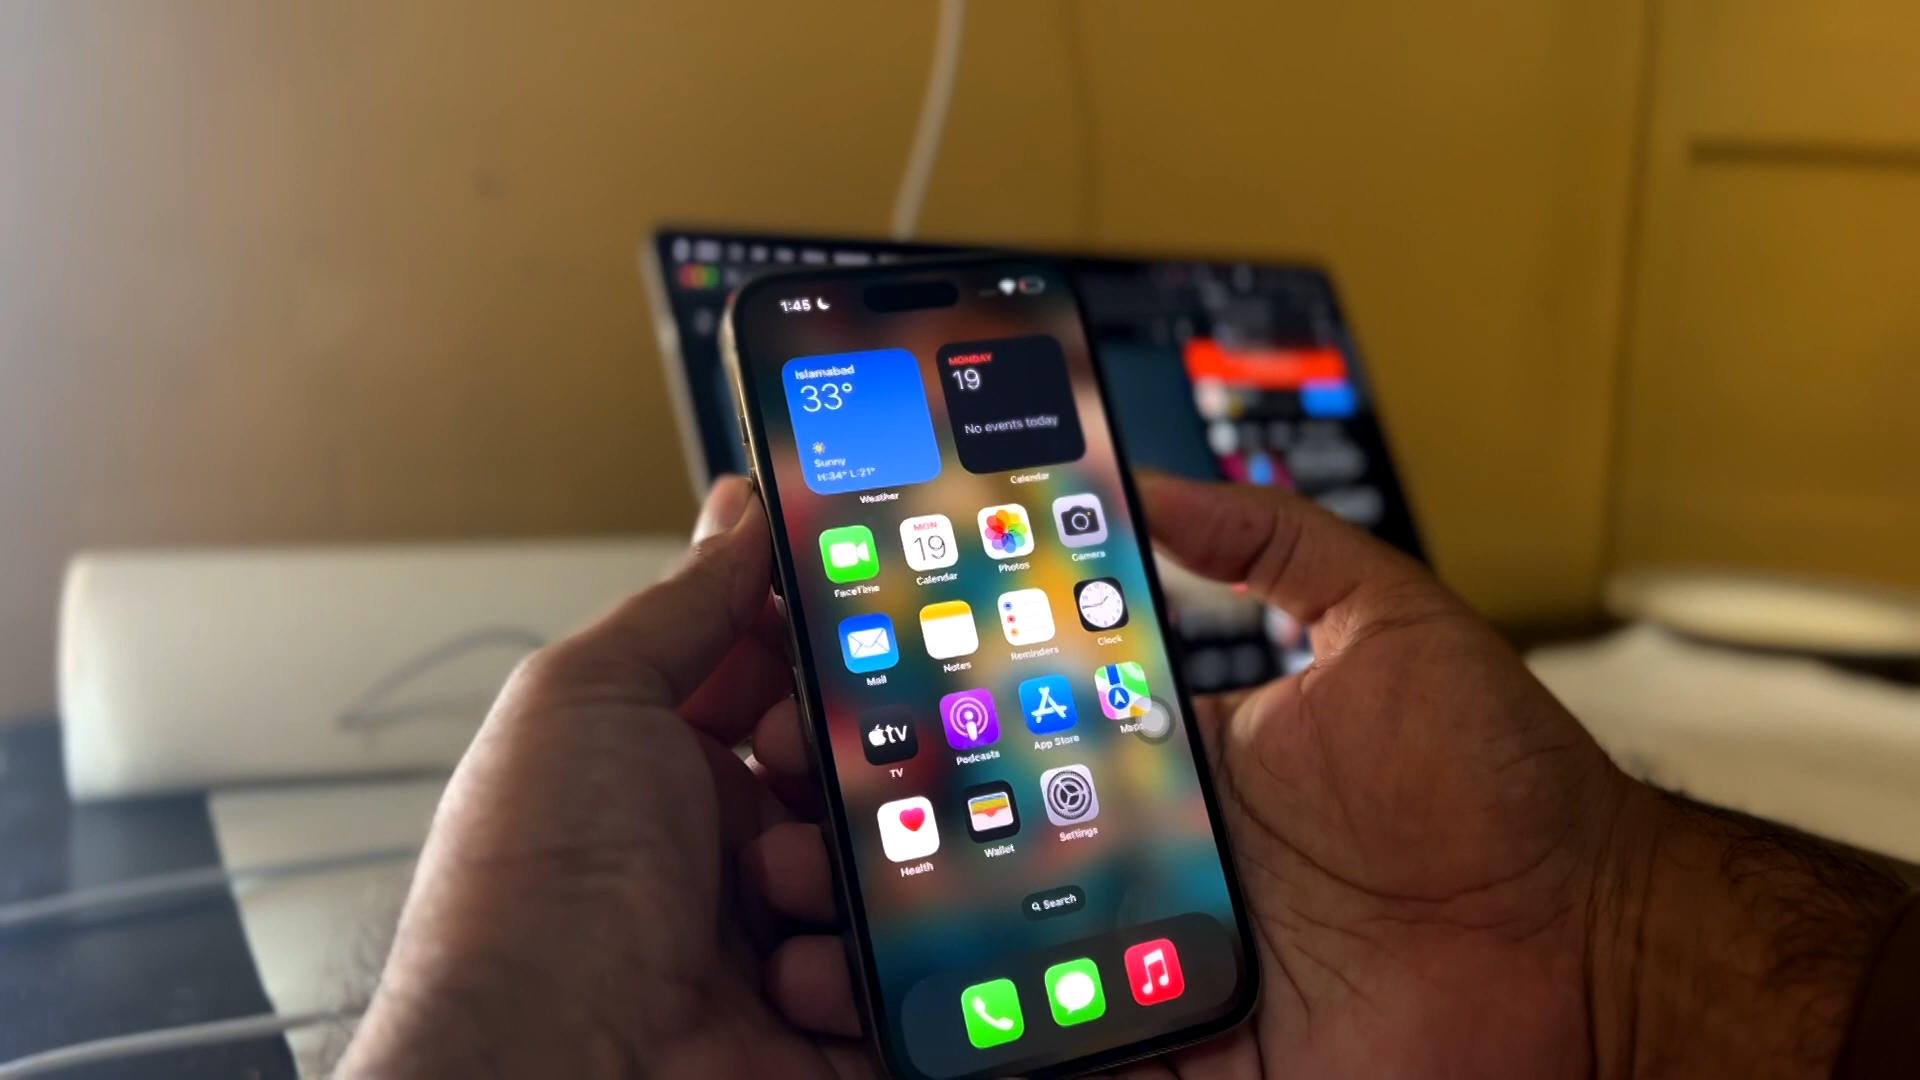 1:45
Islamabad
33°
Sunny
H:34° L:21°
Weather
MONDAY
19
No events today
Calendar
FaceTime
MON
19
Calendar
Photos
Camera
Mail
Notes
Reminders
Clock
tv
TV
Podcasts
App Store
Maps
Health
Wallet
Settings
Search